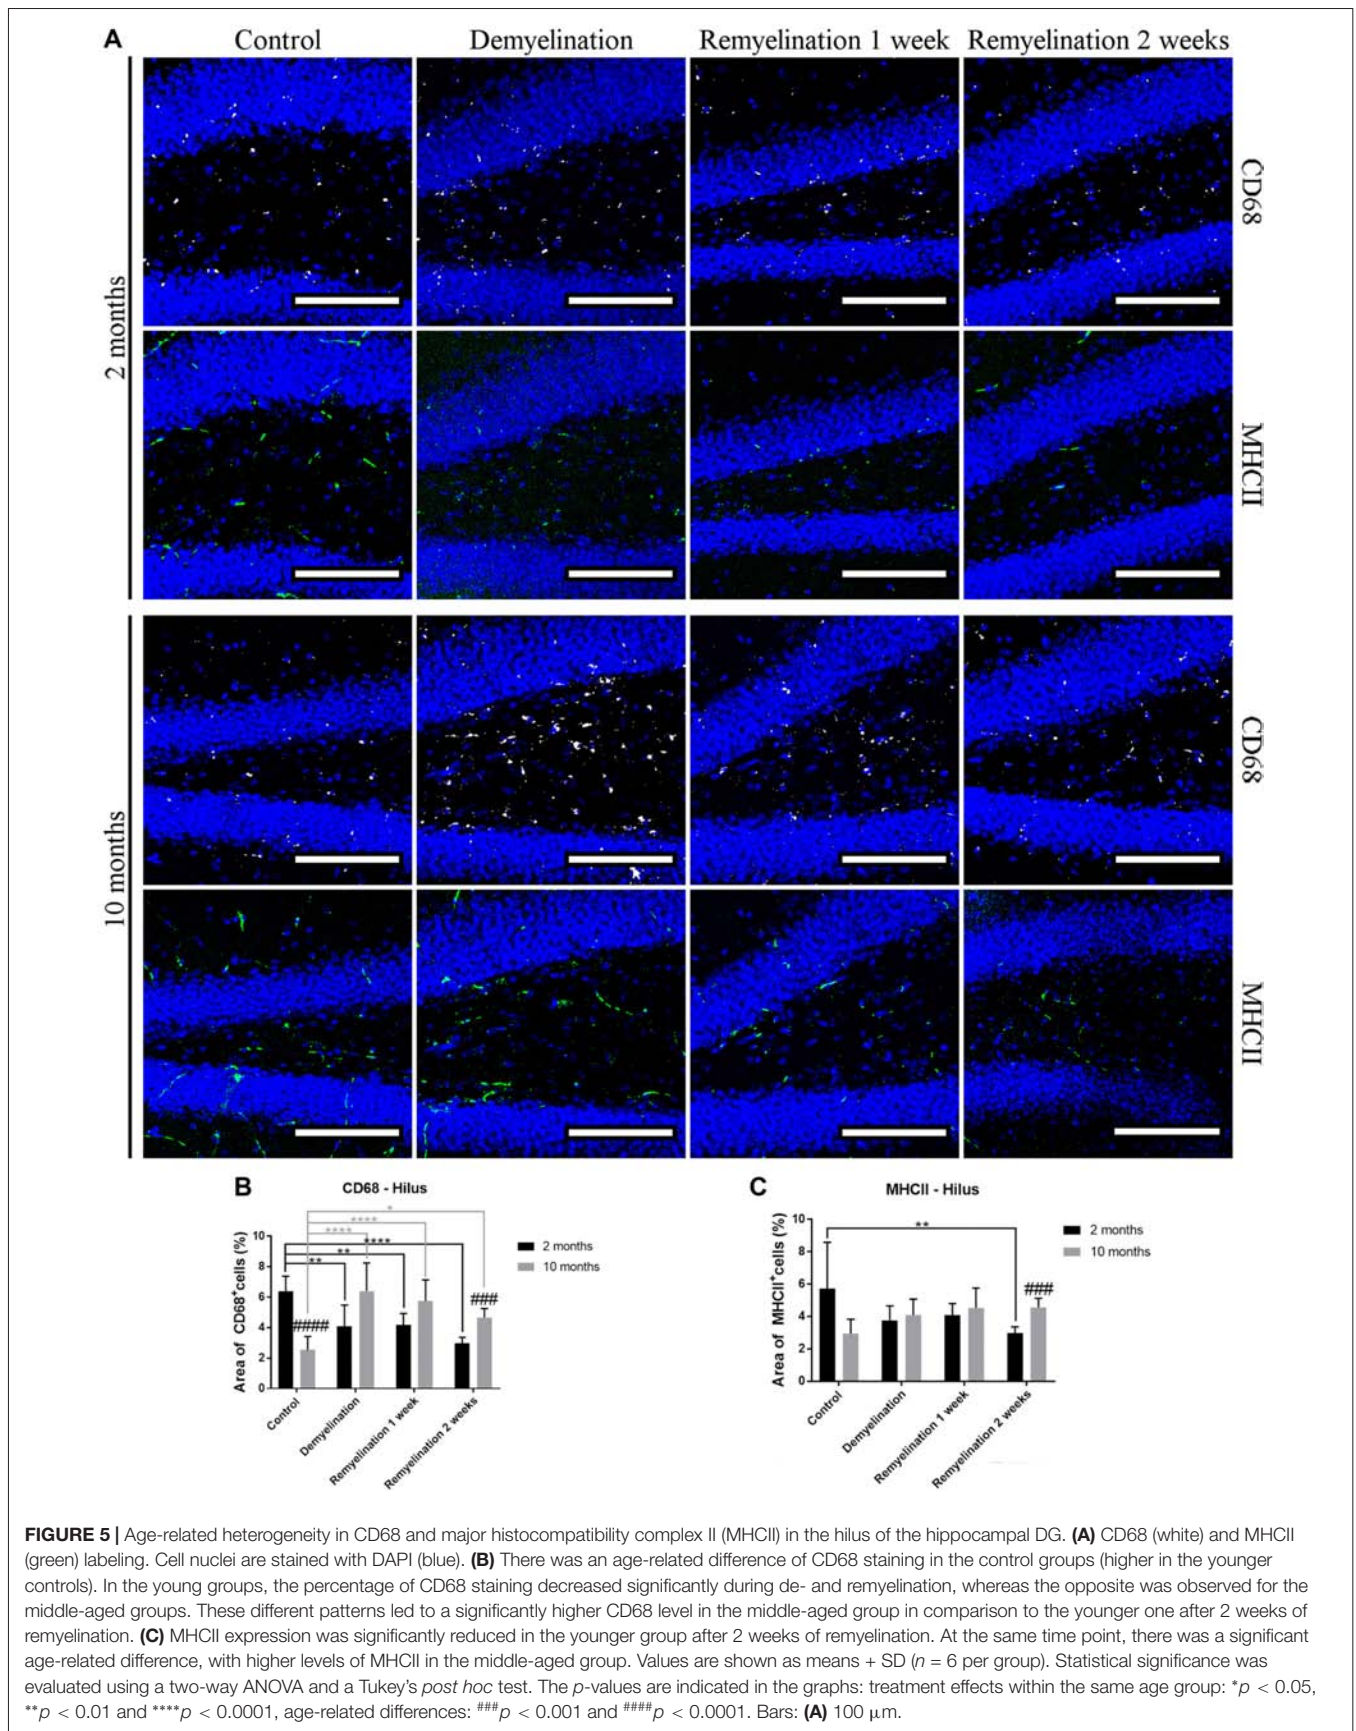 A
Control
Demyelination
Remyelination 1 week
Remyelination 2 weeks
2 months
CD68
MHCII
10 months
CD68
MHCII
B
CD68 - Hilus
Area of CD68+cells (%)
10
8
6
4
2
0
*
****
****
****
**
**
####
###
2 months
10 months
Control
Demyelination
Remyelination 1 week
Remyelination 2 weeks
C
MHCII - Hilus
Area of MHCII+cells (%)
10
8
6
4
2
0
**
###
2 months
10 months
Control
Demyelination
Remyelination 1 week
Remyelination 2 weeks
FIGURE 5 | Age-related heterogeneity in CD68 and major histocompatibility complex II (MHCII) in the hilus of the hippocampal DG. (A) CD68 (white) and MHCII
(green) labeling. Cell nuclei are stained with DAPI (blue). (B) There was an age-related difference of CD68 staining in the control groups (higher in the younger
controls). In the young groups, the percentage of CD68 staining decreased significantly during de- and remyelination, whereas the opposite was observed for the
middle-aged groups. These different patterns led to a significantly higher CD68 level in the middle-aged group in comparison to the younger one after 2 weeks of
remyelination. (C) MHCII expression was significantly reduced in the younger group after 2 weeks of remyelination. At the same time point, there was a significant
age-related difference, with higher levels of MHCII in the middle-aged group. Values are shown as means + SD (n = 6 per group). Statistical significance was
evaluated using a two-way ANOVA and a Tukey's post hoc test. The p-values are indicated in the graphs: treatment effects within the same age group: *p < 0.05,
**p < 0.01 and ****p < 0.0001, age-related differences: ###p < 0.001 and ####p < 0.0001. Bars: (A) 100 μm.